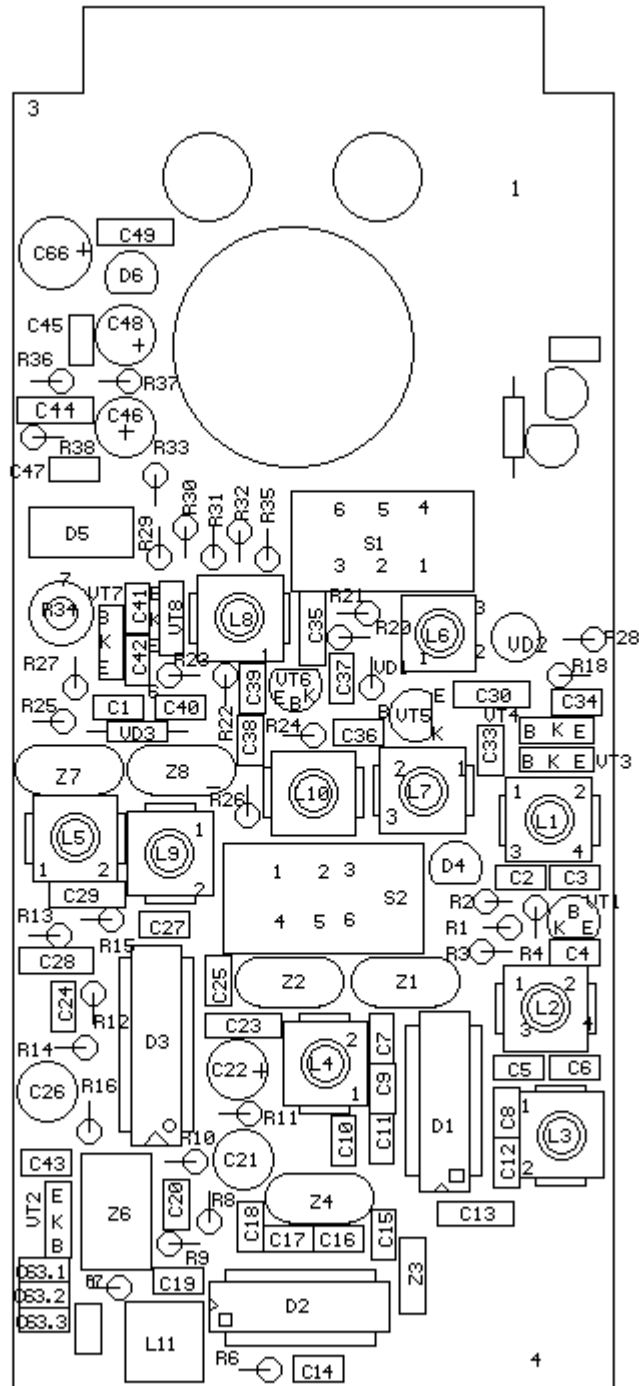 3
1
C49
C66 +
D6
C45
C48
+
R36
R37
C44
C46
+
R38
R33
C47
R30
R31
R32
R35
6 5 4
D5
R29
S1
3 2 1
7
VT7
C41
E
R34
B
K
VT8
L8
C35
R21
R20
L6
3
VD2
R28
K
E
C42
1
1
2
R27
R23
C39
VT6
C37
VD1
R18
E B K
E
C1
C40
R22
C30
C34
R25
VD3
C38
R24
C36
B
VT5
K
VT4
B K E
C33
B K E
VT3
Z7
Z8
R26
L10
2 1
L7
3
1 2
L1
3 4
L5
1 2
1
L9
2
1 2 3
S2
4 5 6
D4
C2
C3
C29
R2
VT1
B
K E
R13
C27
R1
R15
R3
R4
C4
C28
C25
Z2
Z1
1 2
L2
3 4
C24
R12
D3
C23
C7
R14
2
L4
1
C22 +
C9
C5
C6
C26
R16
R11
C8
1
L3
2
D1
C10
C11
R10
C21
C12
C43
VT2
E
K
B
Z6
C20
R8
Z4
C18
C17
C16
C15
C13
R9
C63.1
C63.2
C63.3
R7
C19
Z3
D2
L11
R6
C14
4